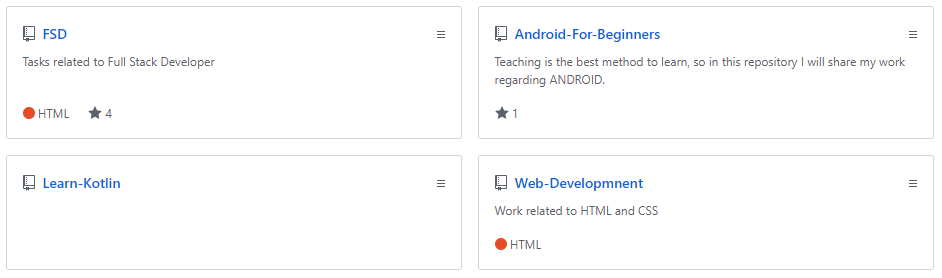 FSD
Tasks related to Full Stack Developer
HTML 4
Android-For-Beginners
Teaching is the best method to learn, so in this repository I will share my work
regarding ANDROID.
1
Learn-Kotlin
Web-Developmnent
Work related to HTML and CSS
HTML